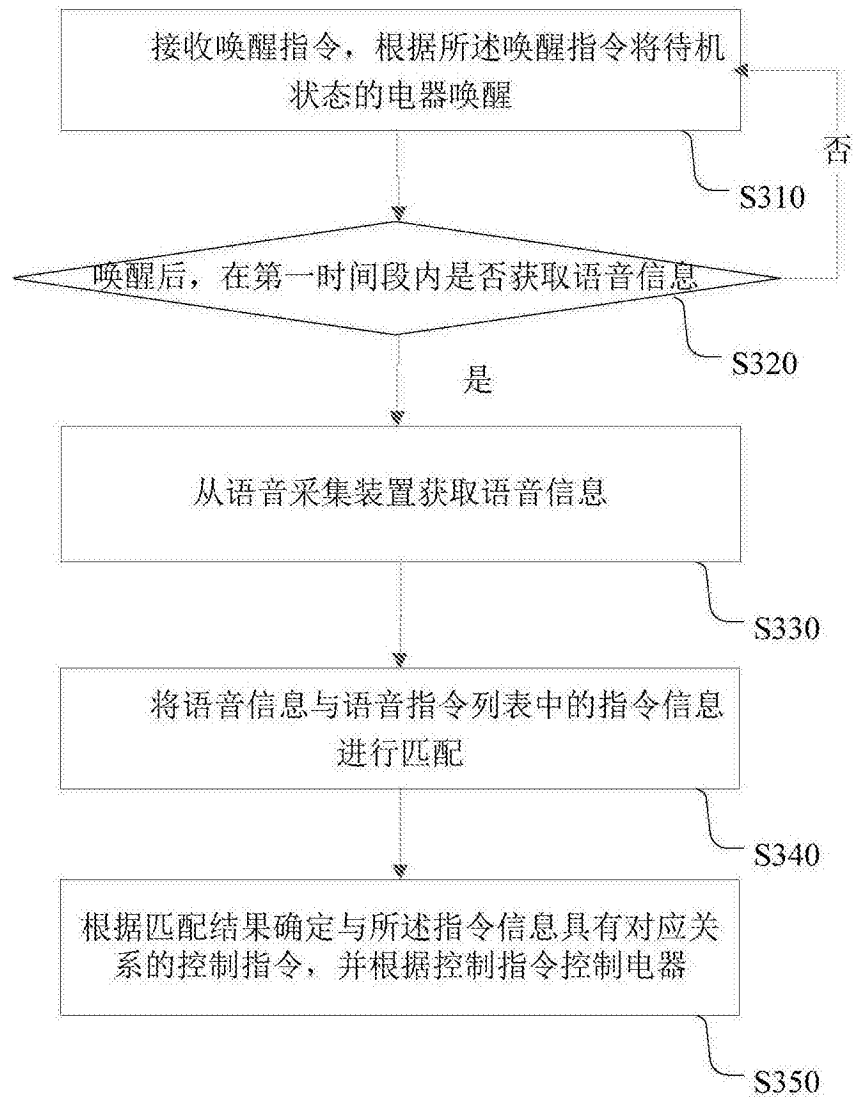 接收唤醒指令，根据所述唤醒指令将待机
状态的电器唤醒
否
S310
唤醒后，在第一时间段内是否获取语音信息
S320
是
从语音采集装置获取语音信息
S330
将语音信息与语音指令列表中的指令信息
进行匹配
S340
根据匹配结果确定与所述指令信息具有对应关
系的控制指令，并根据控制指令控制电器
S350